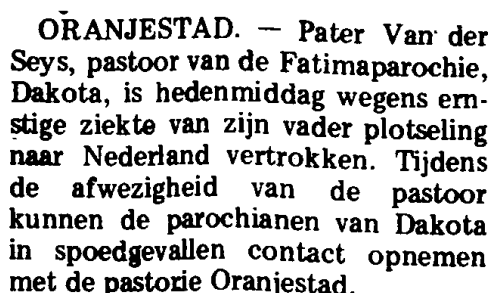 ORANJESTAD. — Pater Van der
Seys, pastoor van de Fatimaparochie,
Dakota, is hedenmiddag wegens ern-
stige ziekte van zijn vader plotseling
naar Nederland vertrokken. Tijdens
de afwezigheid van de pastoor
kunnen de parochianen van Dakota
in spoedgevallen contact opnemen
met de pastorie Oranjestad.